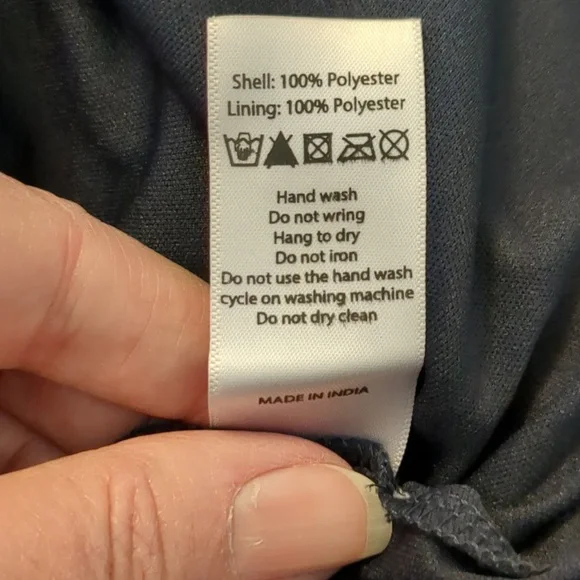 Shell: 100% Polyester
Lining: 100% Polyester
Hand wash
Do not wring
Hang to dry
Do not iron
Do not use the hand wash
cycle on washing machine
Do not dry clean
MADE IN INDIA